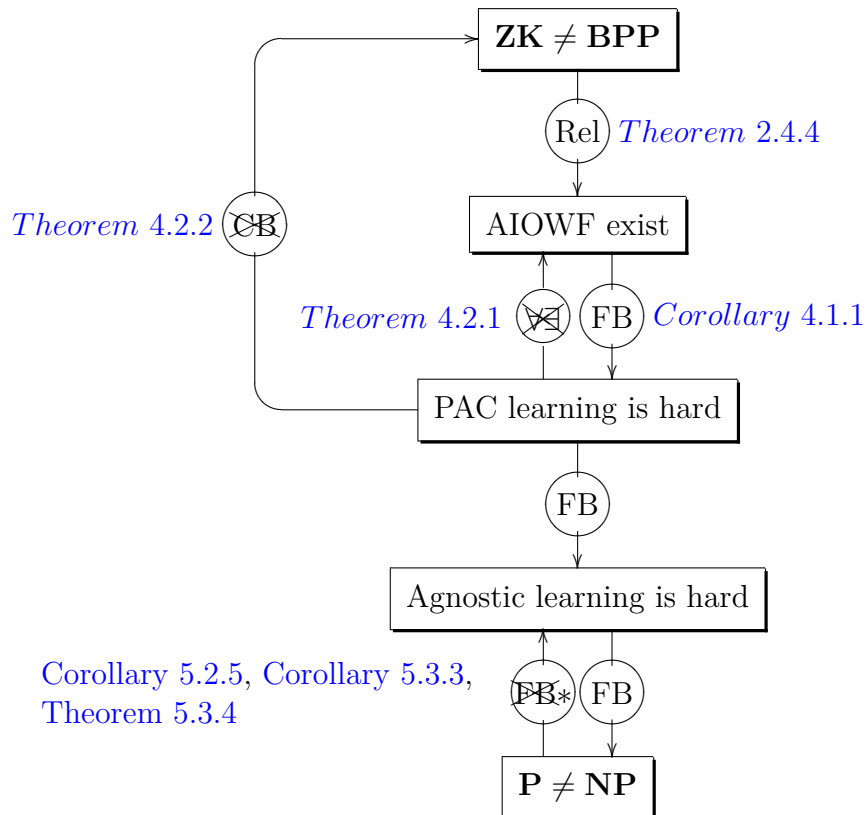 ZK ≠ BPP
Rel Theorem 2.4.4
Theorem 4.2.2 CB
AIOWF exist
Theorem 4.2.1 ∀∃ FB Corollary 4.1.1
PAC learning is hard
FB
Agnostic learning is hard
Corollary 5.2.5, Corollary 5.3.3,
Theorem 5.3.4
FB* FB
P ≠ NP